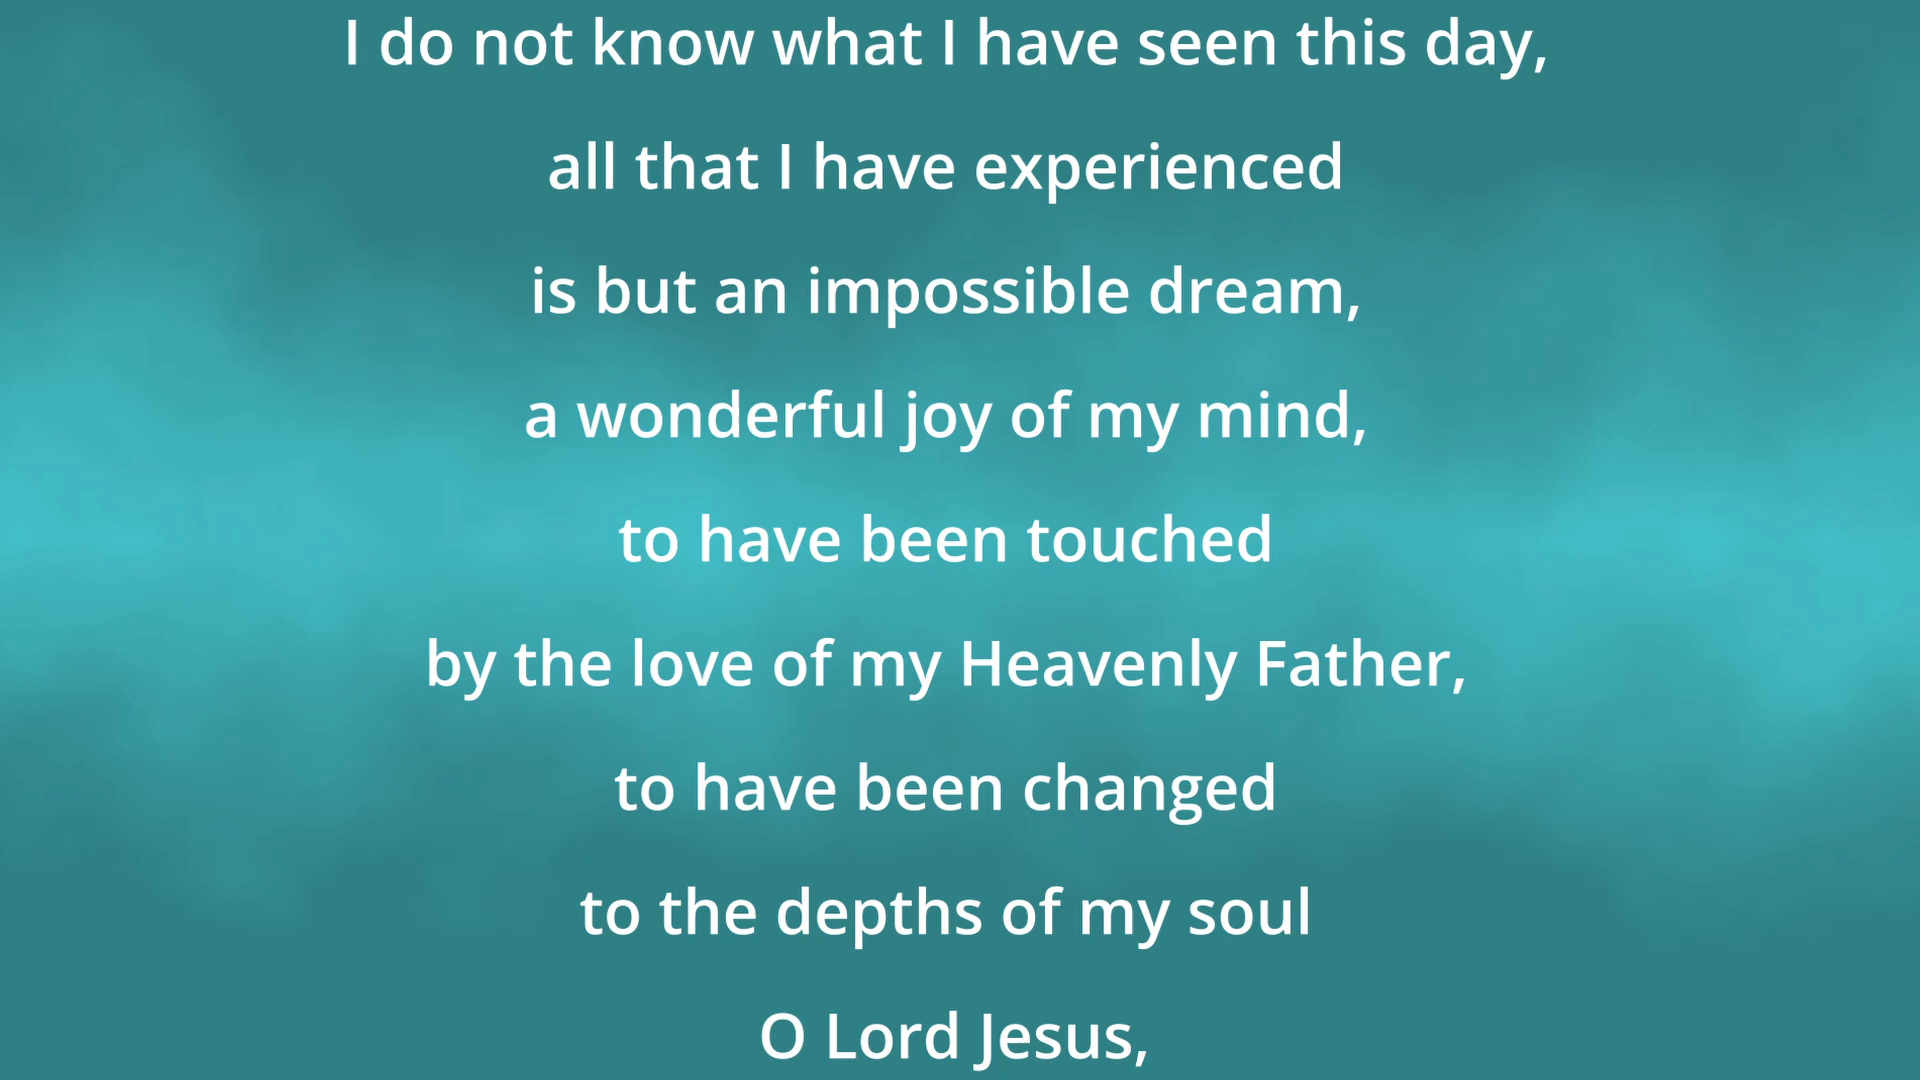 I do not know what I have seen this day,
all that I have experienced
is but an impossible dream,
a wonderful joy of my mind,
to have been touched
by the love of my Heavenly Father,
to have been changed
to the depths of my soul
O Lord Jesus,